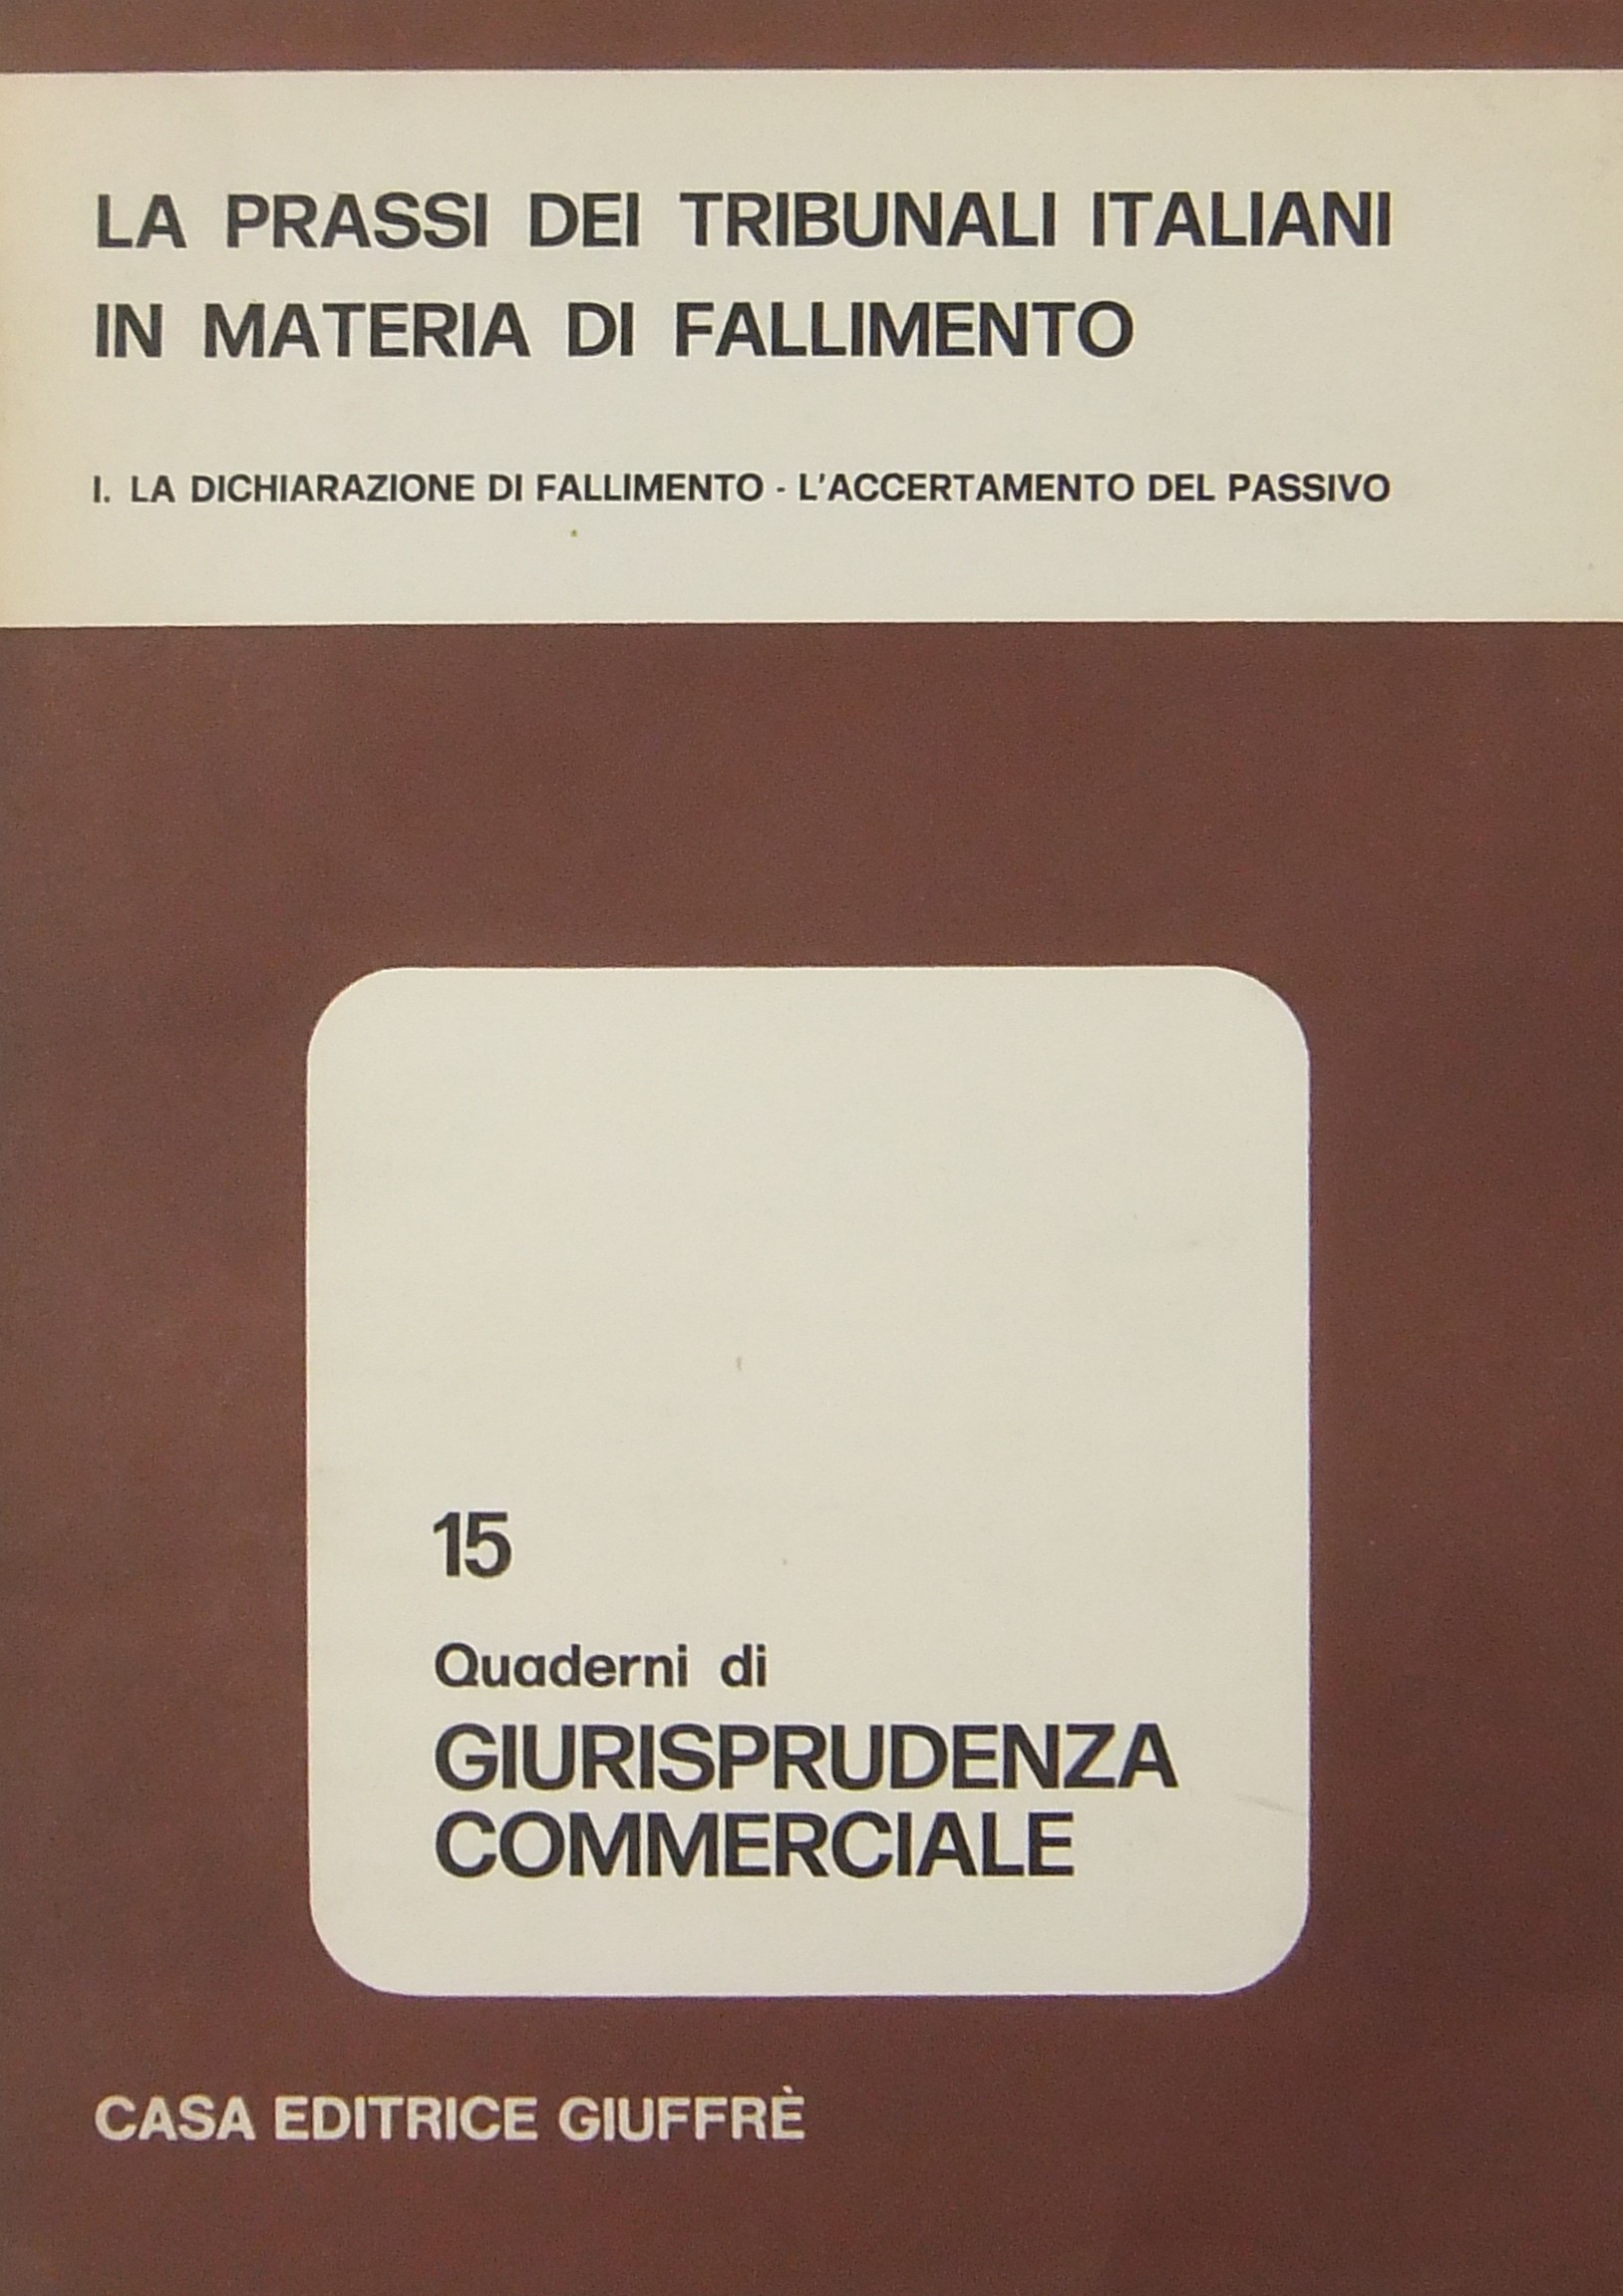 LA PRASSI DEI TRIBUNALI ITALIANI
IN MATERIA DI FALLIMENTO
I. LA DICHIARAZIONE DI FALLIMENTO - L'ACCERTAMENTO DEL PASSIVO
15
Quaderni di
GIURISPRUDENZA
COMMERCIALE
CASA EDITRICE GIUFFRÈ